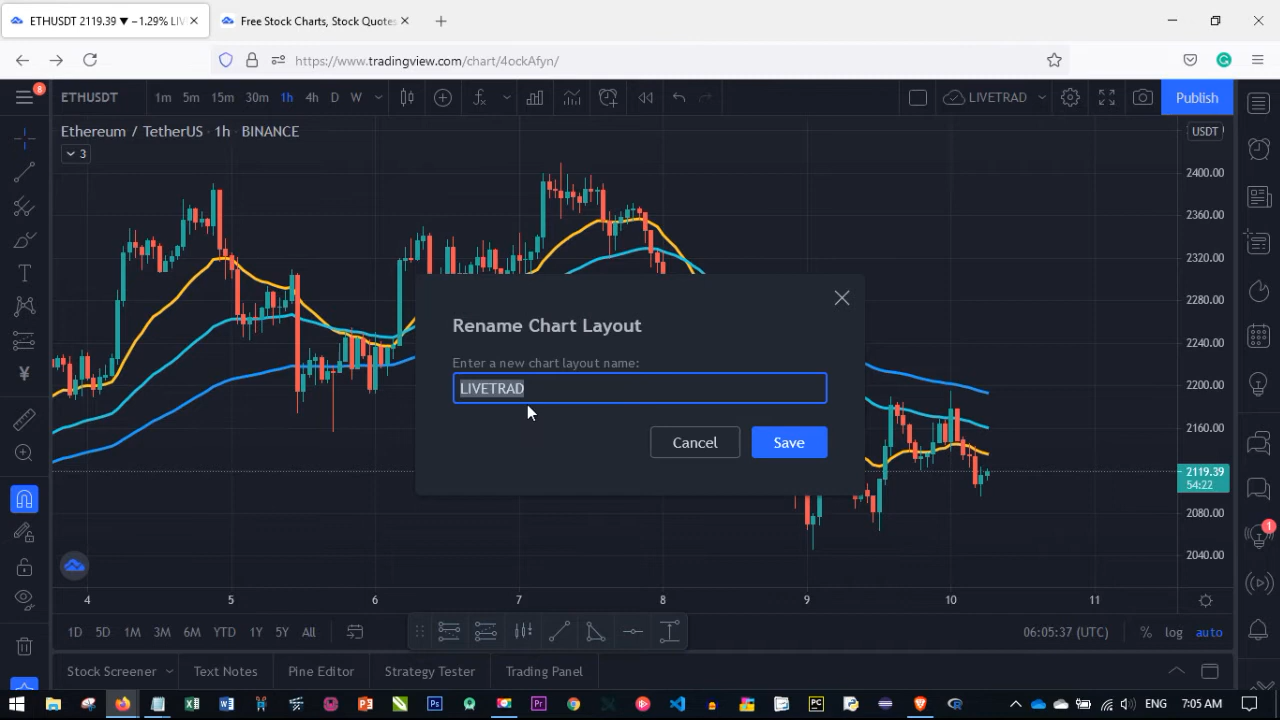 ETHUSDT 2119.39 ▼ −1.29% LIV
Free Stock Charts, Stock Quotes
https://www.tradingview.com/chart/4ockAfyn/
8
ETHUSDT 1m 5m 15m 30m 1h 4h D W LIVETRAD Publish
Ethereum / TetherUS · 1h · BINANCE
3
USDT
2400.00
2360.00
2320.00
2280.00
2240.00
2200.00
2160.00
2119.39
54:22
2080.00
2040.00
Rename Chart Layout
Enter a new chart layout name:
LIVETRAD
Cancel Save
1
4 5 6 7 8 9 10 11
1D 5D 1M 3M 6M YTD 1Y 5Y All 06:05:37 (UTC) % log auto
Stock Screener Text Notes Pine Editor Strategy Tester Trading Panel
ENG 7:05 AM